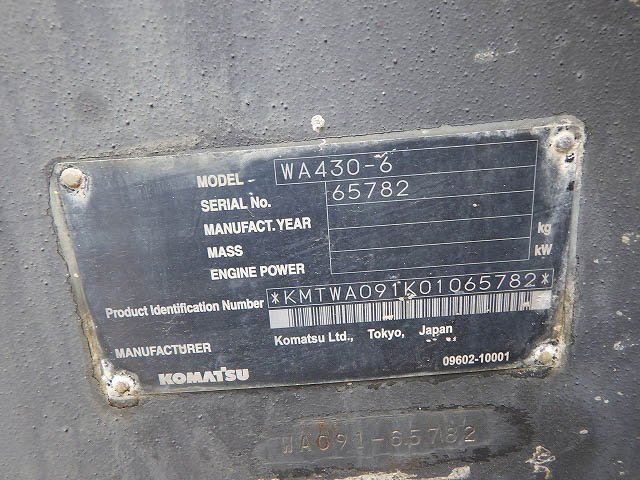 MODEL WA430-6
SERIAL No. 65782
MANUFACT. YEAR
MASS kg
ENGINE POWER kW
Product Identification Number *KMTWA091K01065782*
MANUFACTURER Komatsu Ltd., Tokyo, Japan
KOMATSU 09602-10001
WA091-65782